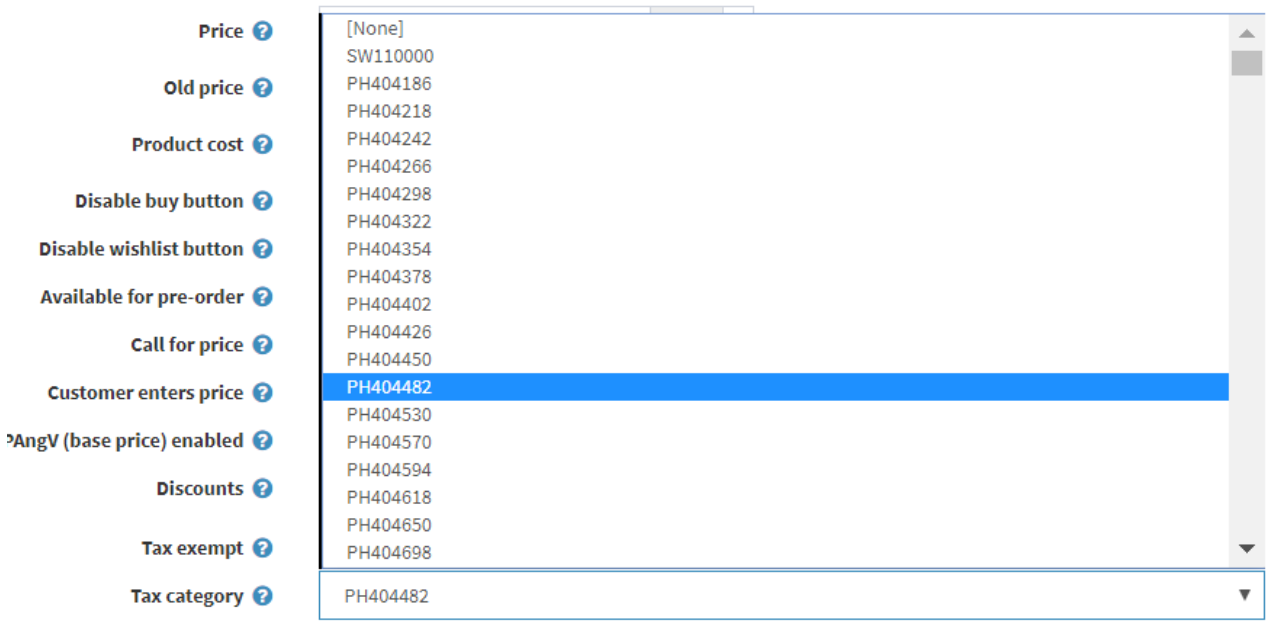 Price
Old price
Product cost
Disable buy button
Disable wishlist button
Available for pre-order
Call for price
Customer enters price
PAngV (base price) enabled
Discounts
Tax exempt
Tax category
[None]
SW110000
PH404186
PH404218
PH404242
PH404266
PH404298
PH404322
PH404354
PH404378
PH404402
PH404426
PH404450
PH404482
PH404530
PH404570
PH404594
PH404618
PH404650
PH404698
PH404482